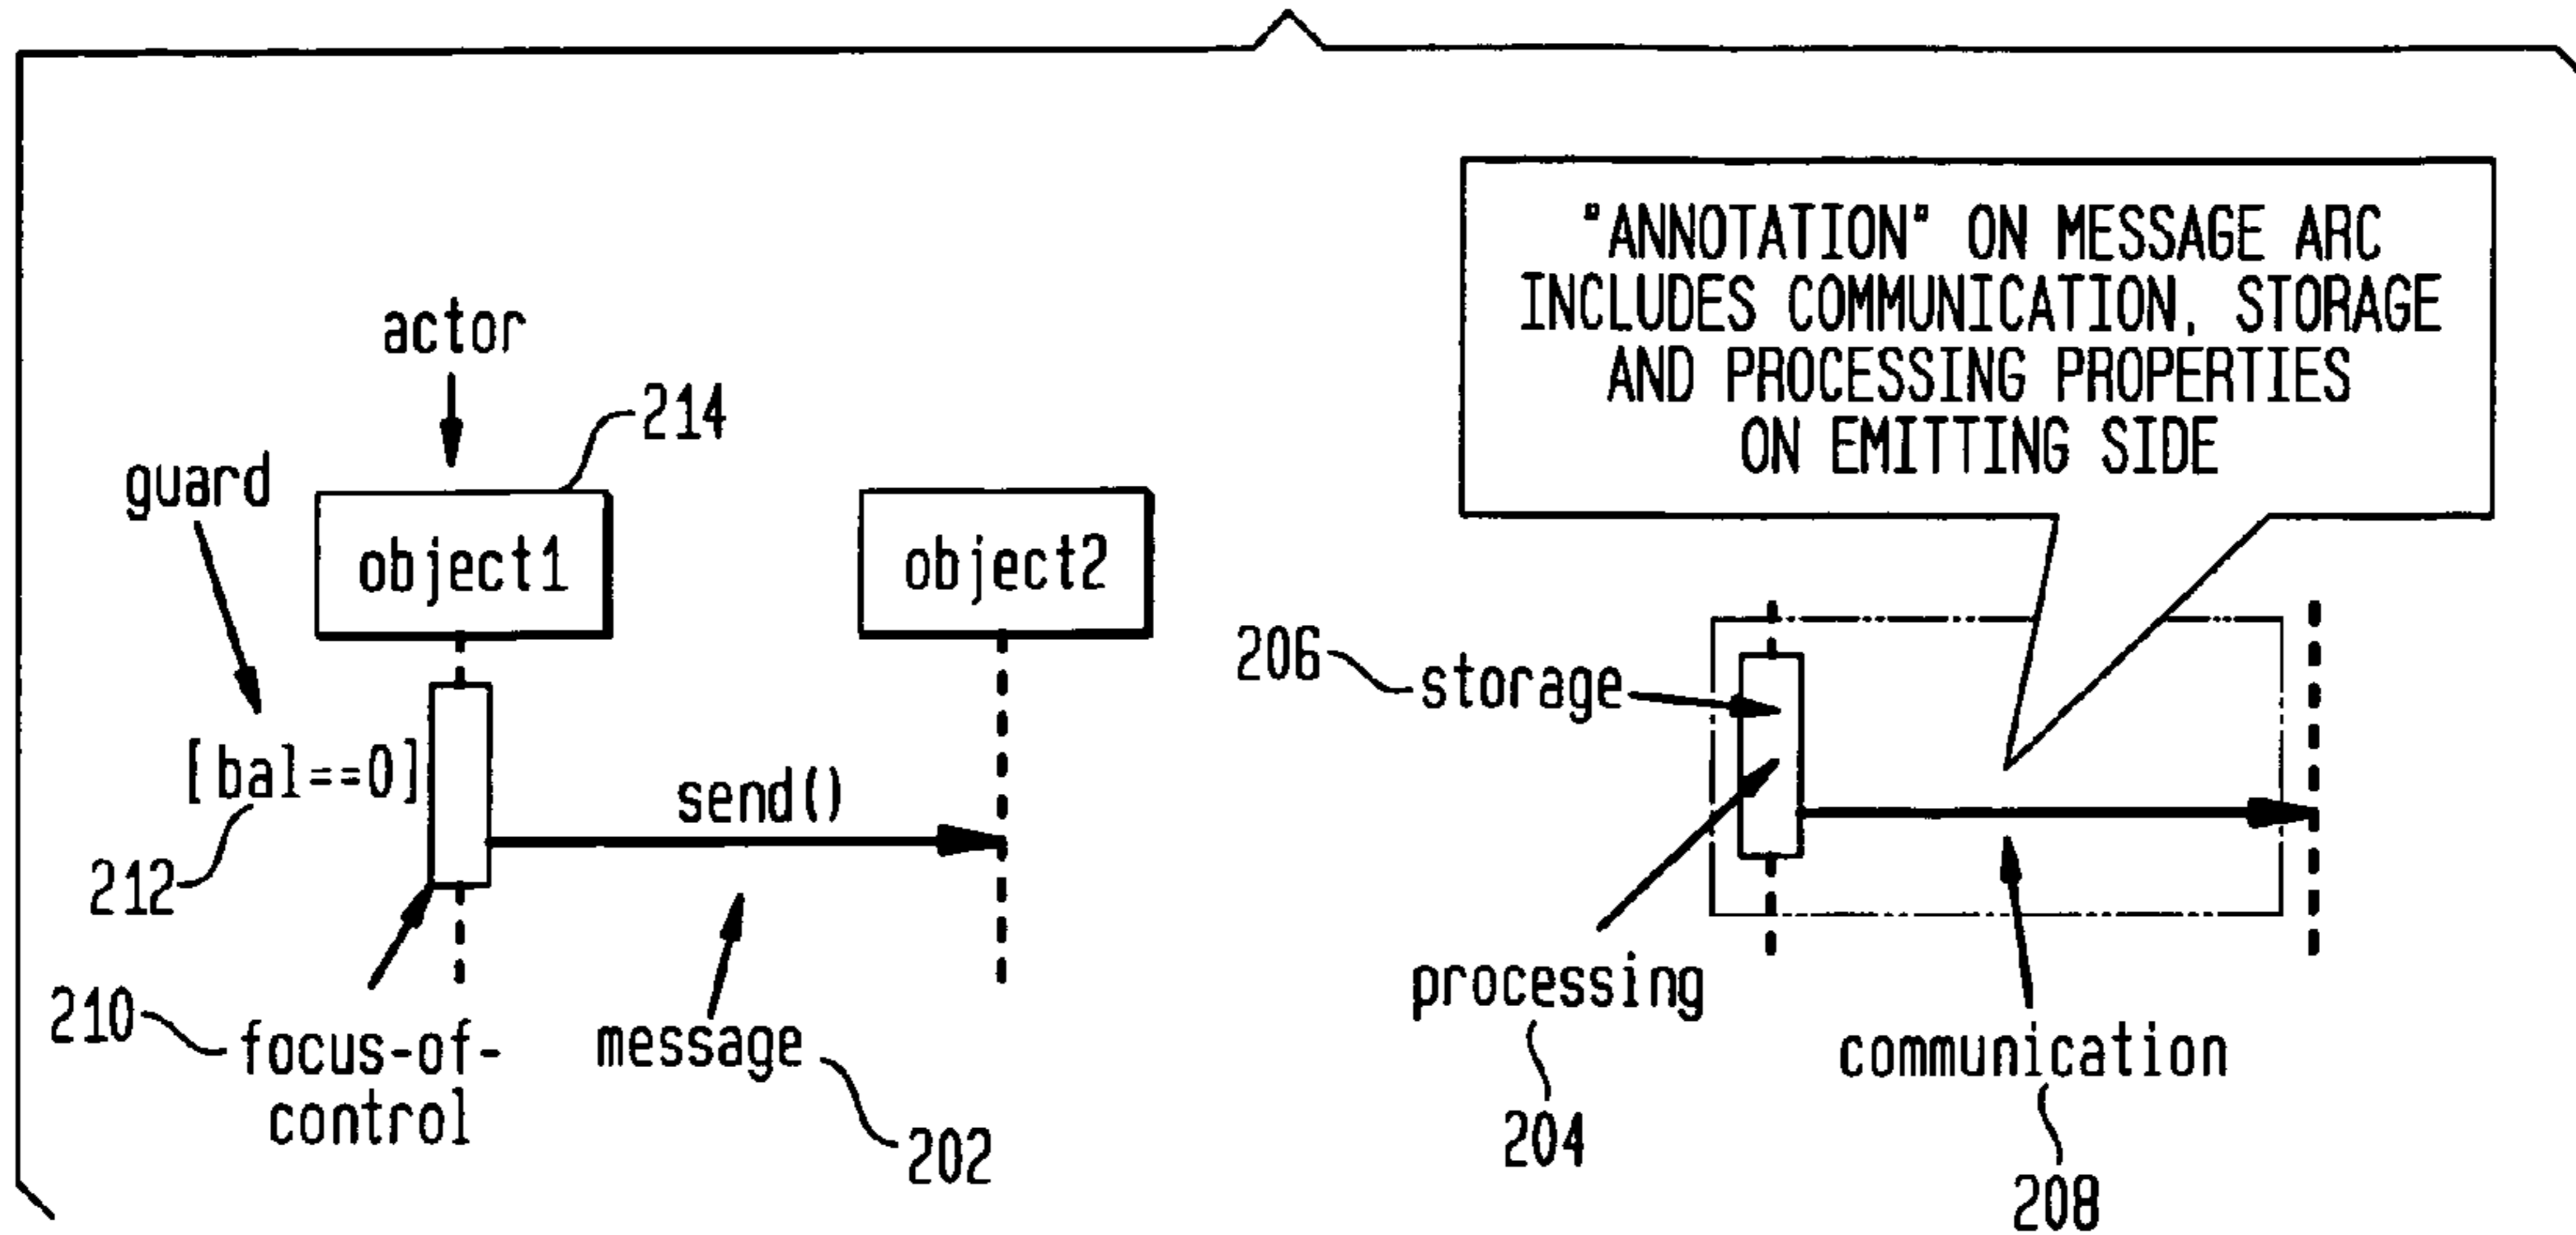 actor
214
guard
object1
object2
[bal==0]
send()
212
210
focus-of-
control
message
202
"ANNOTATION" ON MESSAGE ARC
INCLUDES COMMUNICATION, STORAGE
AND PROCESSING PROPERTIES
ON EMITTING SIDE
206
storage
processing
204
communication
208